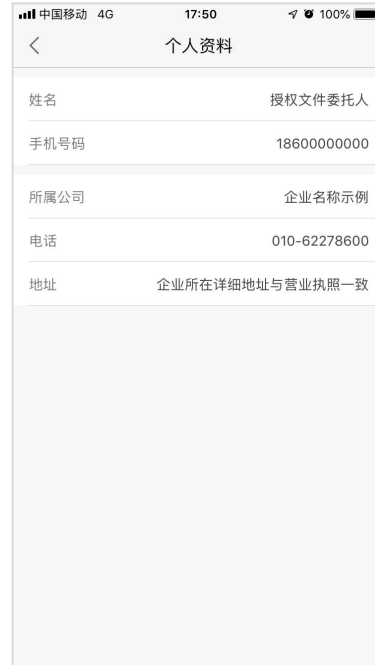 中国移动 4G 17:50 100%
个人资料
姓名 授权文件委托人
手机号码 18600000000
所属公司 企业名称示例
电话 010-62278600
地址 企业所在详细地址与营业执照一致